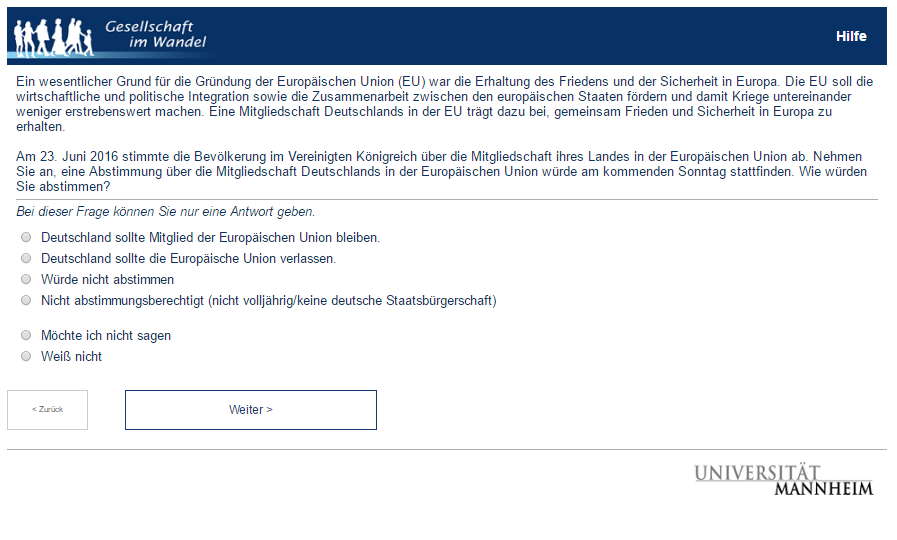 Gesellschaft
im Wandel
Hilfe
Ein wesentlicher Grund für die Gründung der Europäischen Union (EU) war die Erhaltung des Friedens und der Sicherheit in Europa. Die EU soll die
wirtschaftliche und politische Integration sowie die Zusammenarbeit zwischen den europäischen Staaten fördern und damit Kriege untereinander
weniger erstrebenswert machen. Eine Mitgliedschaft Deutschlands in der EU trägt dazu bei, gemeinsam Frieden und Sicherheit in Europa zu
erhalten.
Am 23. Juni 2016 stimmte die Bevölkerung im Vereinigten Königreich über die Mitgliedschaft ihres Landes in der Europäischen Union ab. Nehmen
Sie an, eine Abstimmung über die Mitgliedschaft Deutschlands in der Europäischen Union würde am kommenden Sonntag stattfinden. Wie würden
Sie abstimmen?
Bei dieser Frage können Sie nur eine Antwort geben.
Deutschland sollte Mitglied der Europäischen Union bleiben.
Deutschland sollte die Europäische Union verlassen.
Würde nicht abstimmen
Nicht abstimmungsberechtigt (nicht volljährig/keine deutsche Staatsbürgerschaft)
Möchte ich nicht sagen
Weiß nicht
< Zurück
Weiter >
UNIVERSITÄT
MANNHEIM